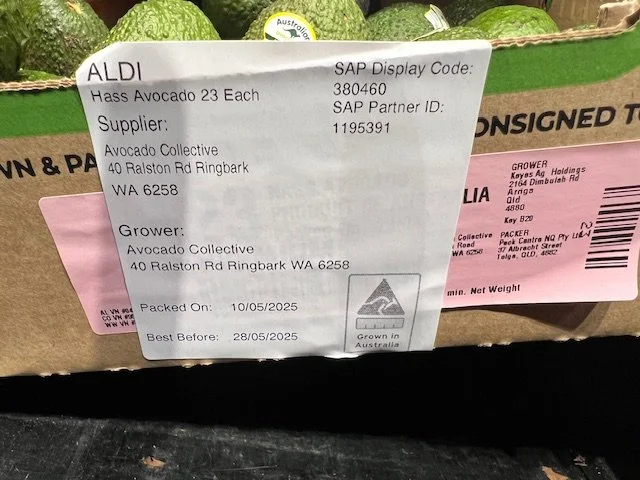 Australian
ALDI
Hass Avocado 23 Each
Supplier:
Avocado Collective
40 Ralston Rd Ringbark
WA 6258
Grower:
Avocado Collective
40 Ralston Rd Ringbark WA 6258
Packed On: 10/05/2025
Best Before: 28/05/2025
SAP Display Code:
380460
SAP Partner ID:
1195391
Grown in
Australia
WN & PA
ONSIGNED T
LIA
GROWER
Keyes Ag Holdings
2164 Dimbulah Rd
Arriga
Qld
4880
Key B20
Collective
Road
WA 6258
PACKER
Pack Centre NQ Pty Ltd
37 Albrecht Street
Tolga, QLD, 4882
23
min. Net Weight